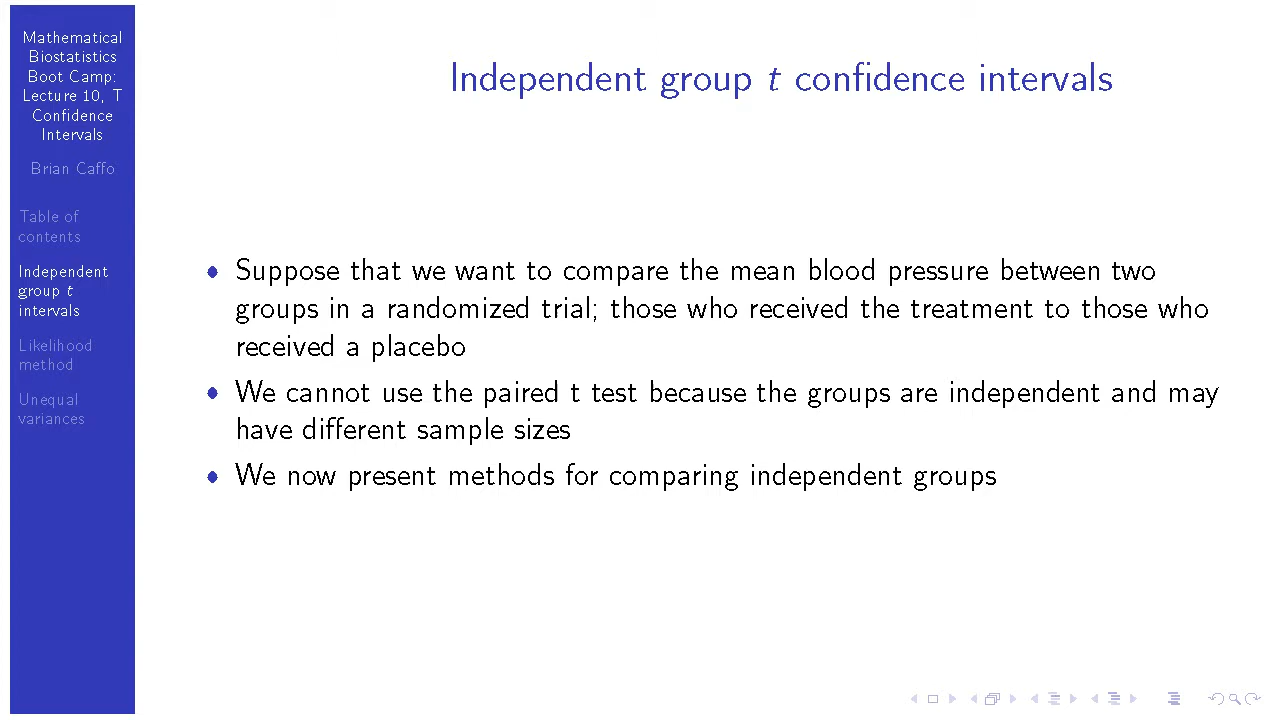 Mathematical
Biostatistics
Boot Camp:
Lecture 10, T
Confidence
Intervals
Brian Caffo
Table of
contents
Independent
group t
intervals
Likelihood
method
Unequal
variances
Independent group t confidence intervals
• Suppose that we want to compare the mean blood pressure between two
groups in a randomized trial; those who received the treatment to those who
received a placebo
• We cannot use the paired t test because the groups are independent and may
have different sample sizes
• We now present methods for comparing independent groups